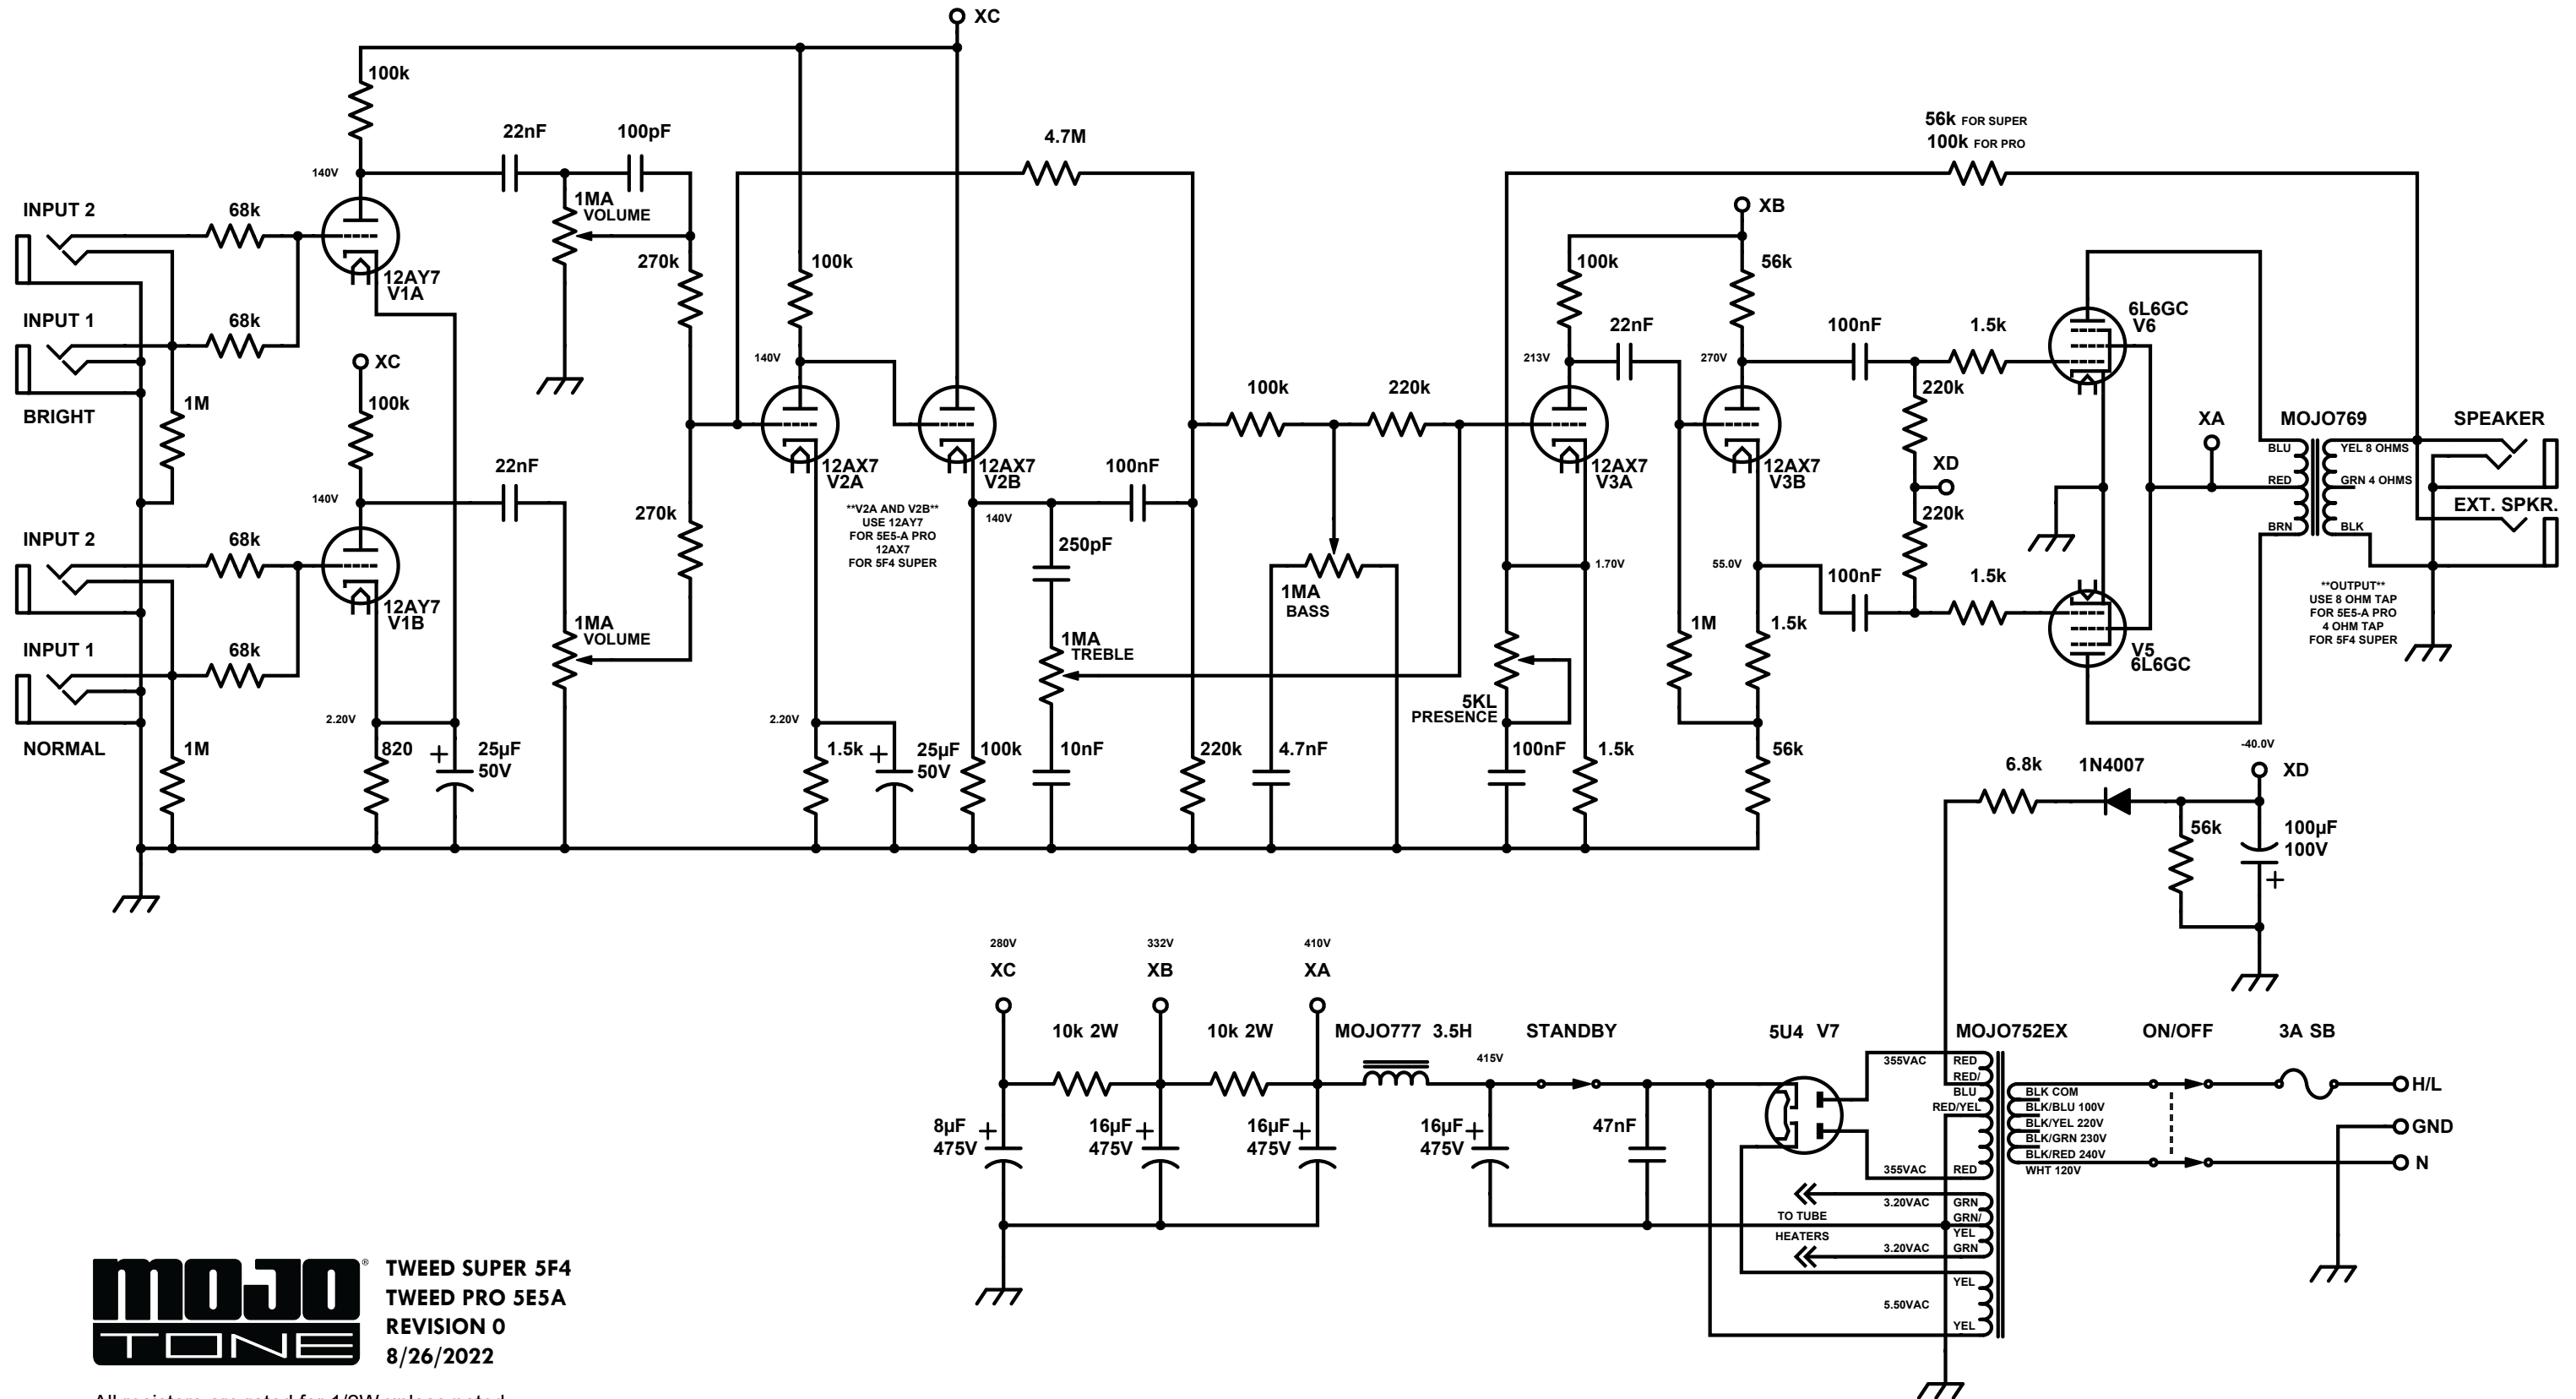 XC
100k
22nF
100pF
4.7M
56k FOR SUPER
100k FOR PRO
140V
INPUT 2
68k
1MA
VOLUME
XB
12AY7
V1A
270k
100k
100k
56k
INPUT 1
68k
XC
140V
213V
22nF
270V
100nF
1.5k
6L6GC
V6
BRIGHT
1M
100k
100k
220k
220k
XA
MOJO769
SPEAKER
BLU
YEL 8 OHMS
22nF
12AX7
V2A
12AX7
V2B
100nF
12AX7
V3A
12AX7
V3B
XD
RED
GRN 4 OHMS
140V
270k
**V2A AND V2B**
USE 12AY7
FOR 5E5-A PRO
12AX7
FOR 5F4 SUPER
140V
220k
EXT. SPKR.
BRN
BLK
INPUT 2
68k
250pF
1.70V
55.0V
100nF
1.5k
**OUTPUT**
USE 8 OHM TAP
FOR 5E5-A PRO
4 OHM TAP
FOR 5F4 SUPER
12AY7
V1B
1MA
VOLUME
1MA
BASS
INPUT 1
68k
1MA
TREBLE
1M
1.5k
V5
6L6GC
5KL
PRESENCE
2.20V
2.20V
NORMAL
1M
820
+
25µF
50V
1.5k
+
25µF
50V
100k
10nF
220k
4.7nF
100nF
1.5k
56k
-40.0V
6.8k
1N4007
XD
56k
100µF
100V
+
280V
332V
410V
XC
XB
XA
10k 2W
10k 2W
MOJO777 3.5H
STANDBY
5U4 V7
MOJO752EX
ON/OFF
3A SB
415V
355VAC
RED
RED/
BLU
RED/YEL
BLK COM
BLK/BLU 100V
BLK/YEL 220V
BLK/GRN 230V
BLK/RED 240V
WHT 120V
H/L
GND
N
8µF
475V
+
16µF
475V
+
16µF
475V
+
16µF
475V
+
47nF
355VAC
RED
3.20VAC
GRN
TO TUBE
HEATERS
GRN/
YEL
3.20VAC
GRN
YEL
5.50VAC
YEL
MOJO®
TONE
TWEED SUPER 5F4
TWEED PRO 5E5A
REVISION 0
8/26/2022